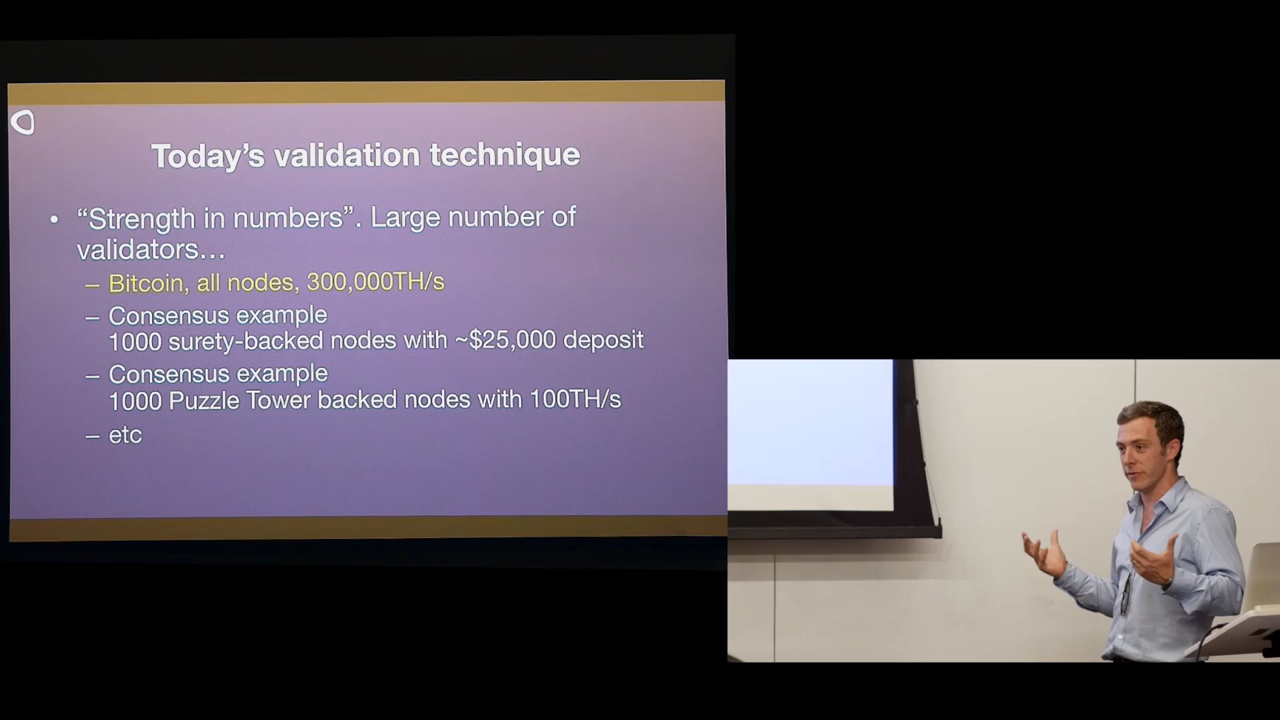 Today’s validation technique
• “Strength in numbers”. Large number of
validators…
– Bitcoin, all nodes, 300,000TH/s
– Consensus example
1000 surety-backed nodes with ~$25,000 deposit
– Consensus example
1000 Puzzle Tower backed nodes with 100TH/s
– etc